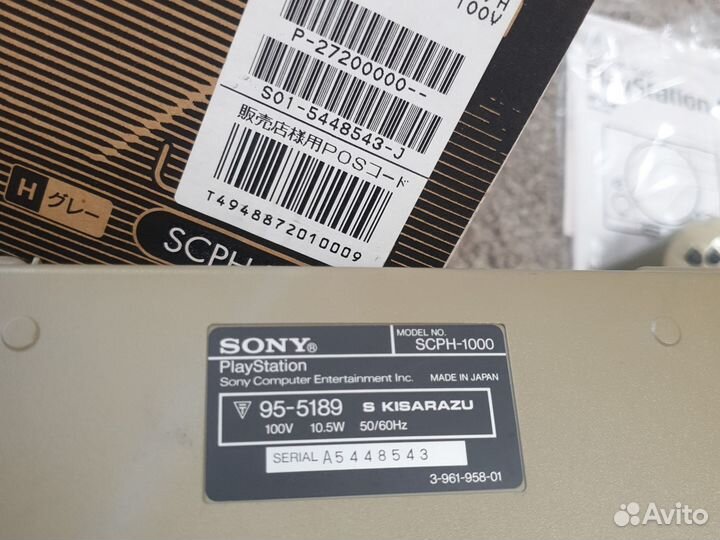 100V
P-27200000--
S01-5448543-J
販売店様用POSコード
T4948872010009
H グレー
SCPH
PlayStation
SONY®
PlayStation
Sony Computer Entertainment Inc.
MODEL NO.
SCPH-1000
MADE IN JAPAN
95-5189 S KISARAZU
100V 10.5W 50/60Hz
SERIAL A5448543
3-961-958-01
Avito